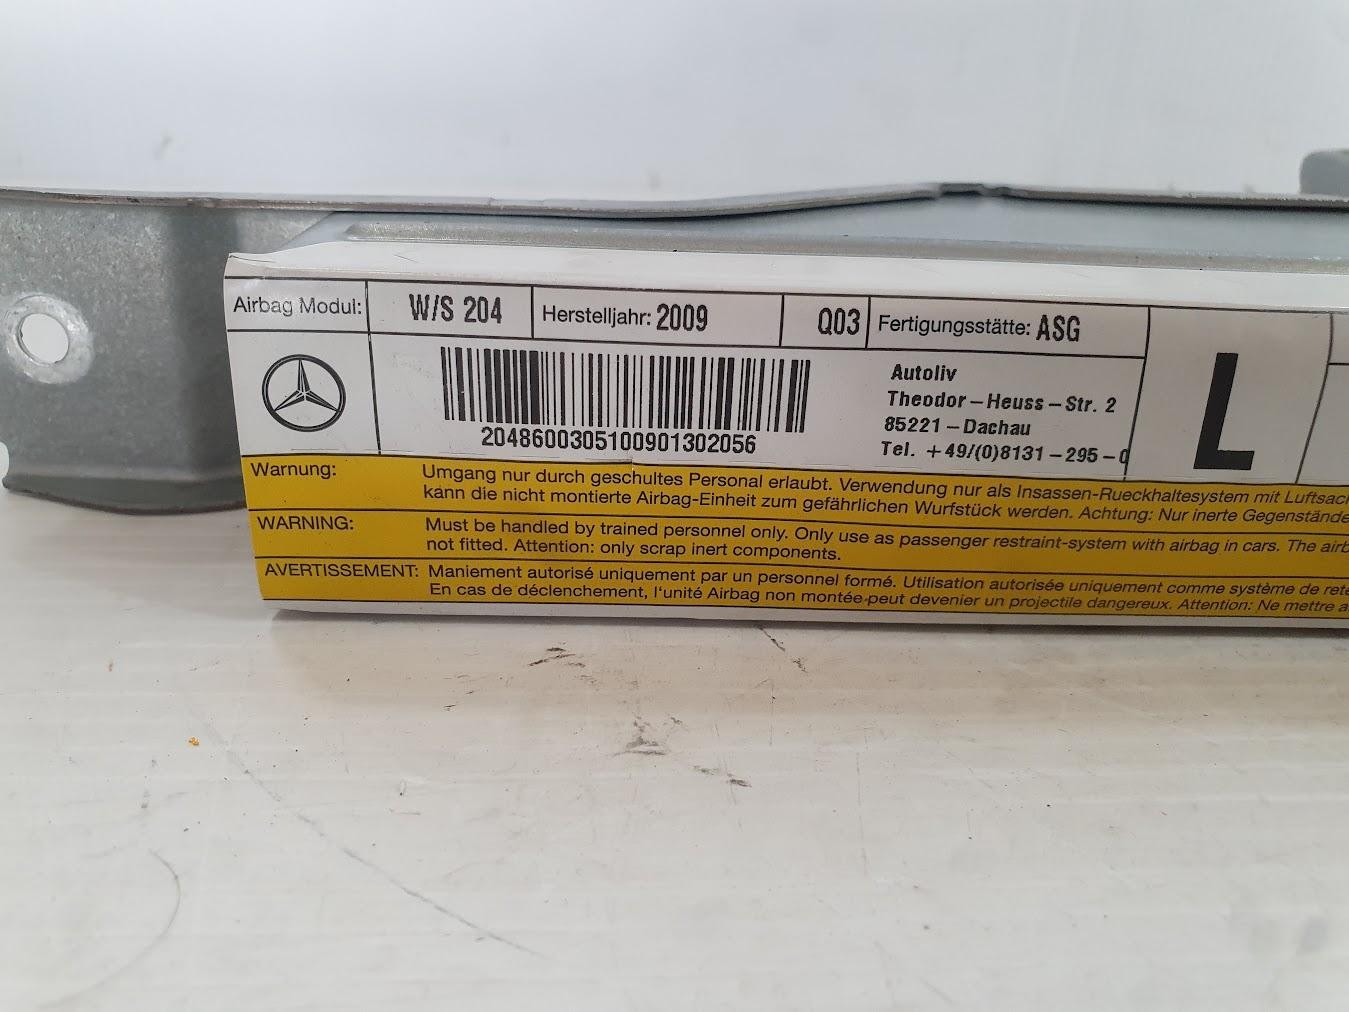 Airbag Modul: W/S 204 Herstelljahr: 2009 Q03 Fertigungsstätte: ASG
L
Autoliv
Theodor-Heuss-Str. 2
85221-Dachau
Tel. +49/(0)8131-295-0
20486003051009013020​56
Warnung: Umgang nur durch geschultes Personal erlaubt. Verwendung nur als Insassen-Rueckhaltesystem mit Luftsac
kann die nicht montierte Airbag-Einheit zum gefährlichen Wurfstück werden. Achtung: Nur inerte Gegenstände
WARNING: Must be handled by trained personnel only. Only use as passenger restraint-system with airbag in cars. The airb
not fitted. Attention: only scrap inert components.
AVERTISSEMENT: Maniement autorisé uniquement par un personnel formé. Utilisation autorisée uniquement comme système de rete
En cas de déclenchement, l'unité Airbag non montée peut devenir un projectile dangereux. Attention: Ne mettre a